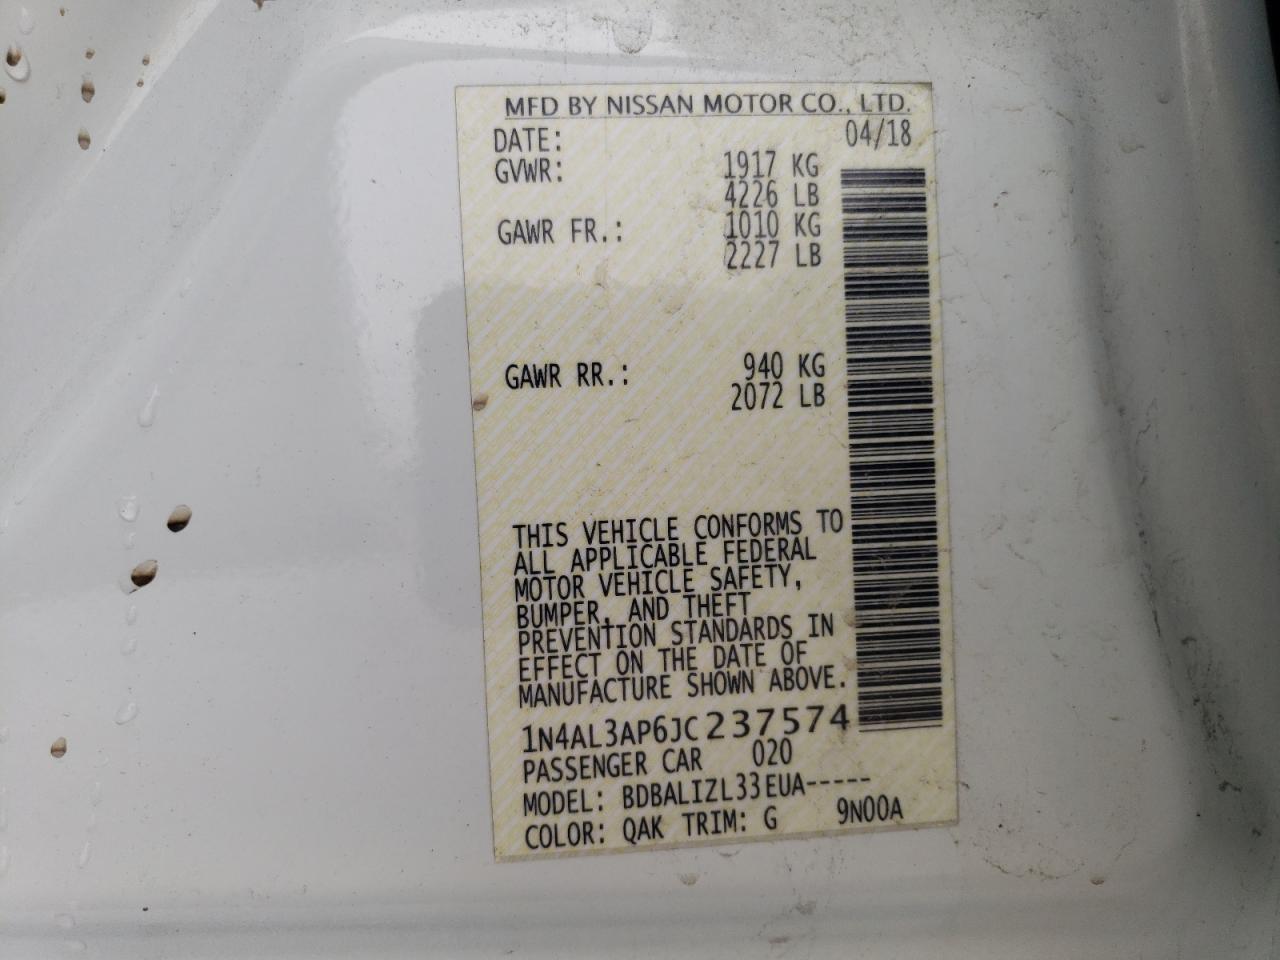 MFD BY NISSAN MOTOR CO., LTD.
DATE: 04/18
GVWR: 1917 KG
4226 LB
GAWR FR.: 1010 KG
2227 LB
GAWR RR.: 940 KG
2072 LB
THIS VEHICLE CONFORMS TO
ALL APPLICABLE FEDERAL
MOTOR VEHICLE SAFETY,
BUMPER, AND THEFT
PREVENTION STANDARDS IN
EFFECT ON THE DATE OF
MANUFACTURE SHOWN ABOVE.
1N4AL3AP6JC237574
PASSENGER CAR 020
MODEL: BDBALIZL33EUA-----
COLOR: QAK TRIM: G 9N00A